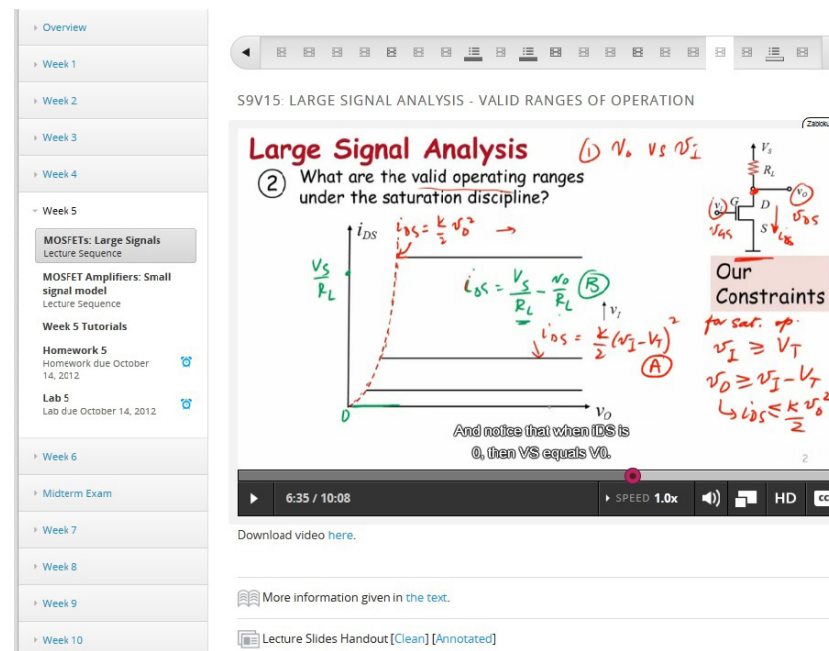 Overview
Week 1
Week 2
Week 3
Week 4
Week 5
MOSFETs: Large Signals
Lecture Sequence
MOSFET Amplifiers: Small
signal model
Lecture Sequence
Week 5 Tutorials
Homework 5
Homework due October
14, 2012
Lab 5
Lab due October 14, 2012
Week 6
Midterm Exam
Week 7
Week 8
Week 9
Week 10
S9V15: LARGE SIGNAL ANALYSIS - VALID RANGES OF OPERATION
Large Signal Analysis
① v₀ vs v_I
② What are the valid operating ranges
under the saturation discipline?
V_S
R_L
v_O
v_I G D
v_DS
v_GS S i_DS
i_DS
i_DS = K/2 v₀²
V_S/R_L
i_DS = V_S/R_L - v₀/R_L Ⓑ
v_I
i_DS = K/2 (v_I - V_T)²
Ⓐ
0
v_O
Our
Constraints
for sat. op.
v_I ≥ V_T
v_O ≥ v_I - V_T
↳ i_DS ≤ K/2 v₀²
And notice that when IDS is
0, then VS equals V0.
2
6:35 / 10:08
SPEED 1.0x
HD
CC
Download video here.
More information given in the text.
Lecture Slides Handout [Clean] [Annotated]